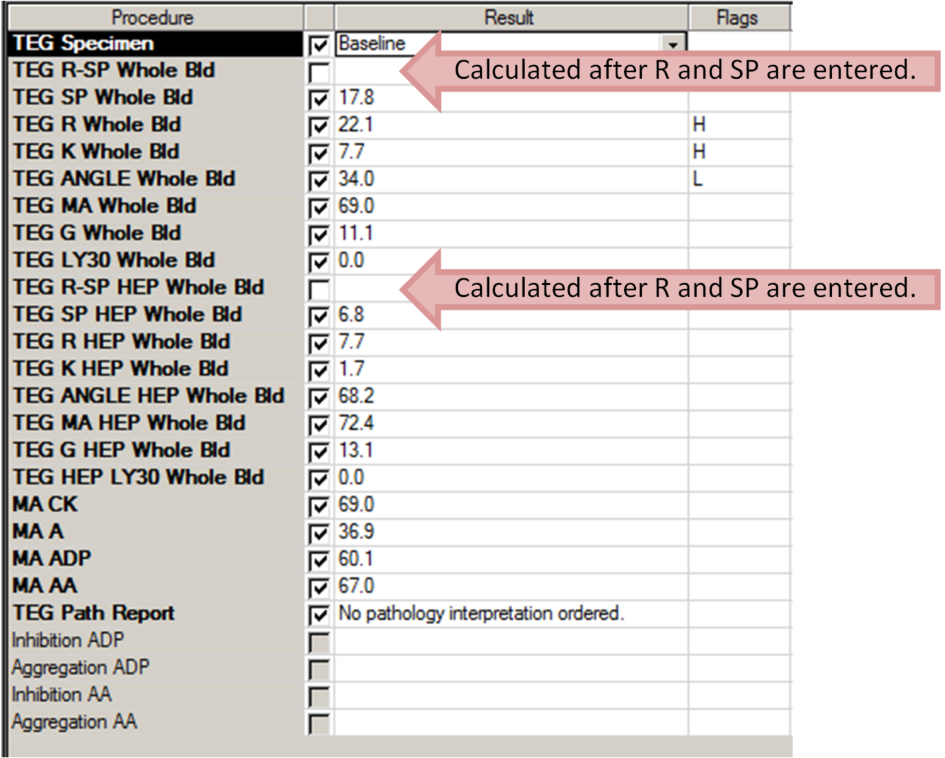 Procedure Result Flags
TEG Specimen Baseline
TEG R-SP Whole Bld Calculated after R and SP are entered.
TEG SP Whole Bld 17.8
TEG R Whole Bld 22.1 H
TEG K Whole Bld 7.7 H
TEG ANGLE Whole Bld 34.0 L
TEG MA Whole Bld 69.0
TEG G Whole Bld 11.1
TEG LY30 Whole Bld 0.0
TEG R-SP HEP Whole Bld Calculated after R and SP are entered.
TEG SP HEP Whole Bld 6.8
TEG R HEP Whole Bld 7.7
TEG K HEP Whole Bld 1.7
TEG ANGLE HEP Whole Bld 68.2
TEG MA HEP Whole Bld 72.4
TEG G HEP Whole Bld 13.1
TEG HEP LY30 Whole Bld 0.0
MA CK 69.0
MA A 36.9
MA ADP 60.1
MA AA 67.0
TEG Path Report No pathology interpretation ordered.
Inhibition ADP
Aggregation ADP
Inhibition AA
Aggregation AA